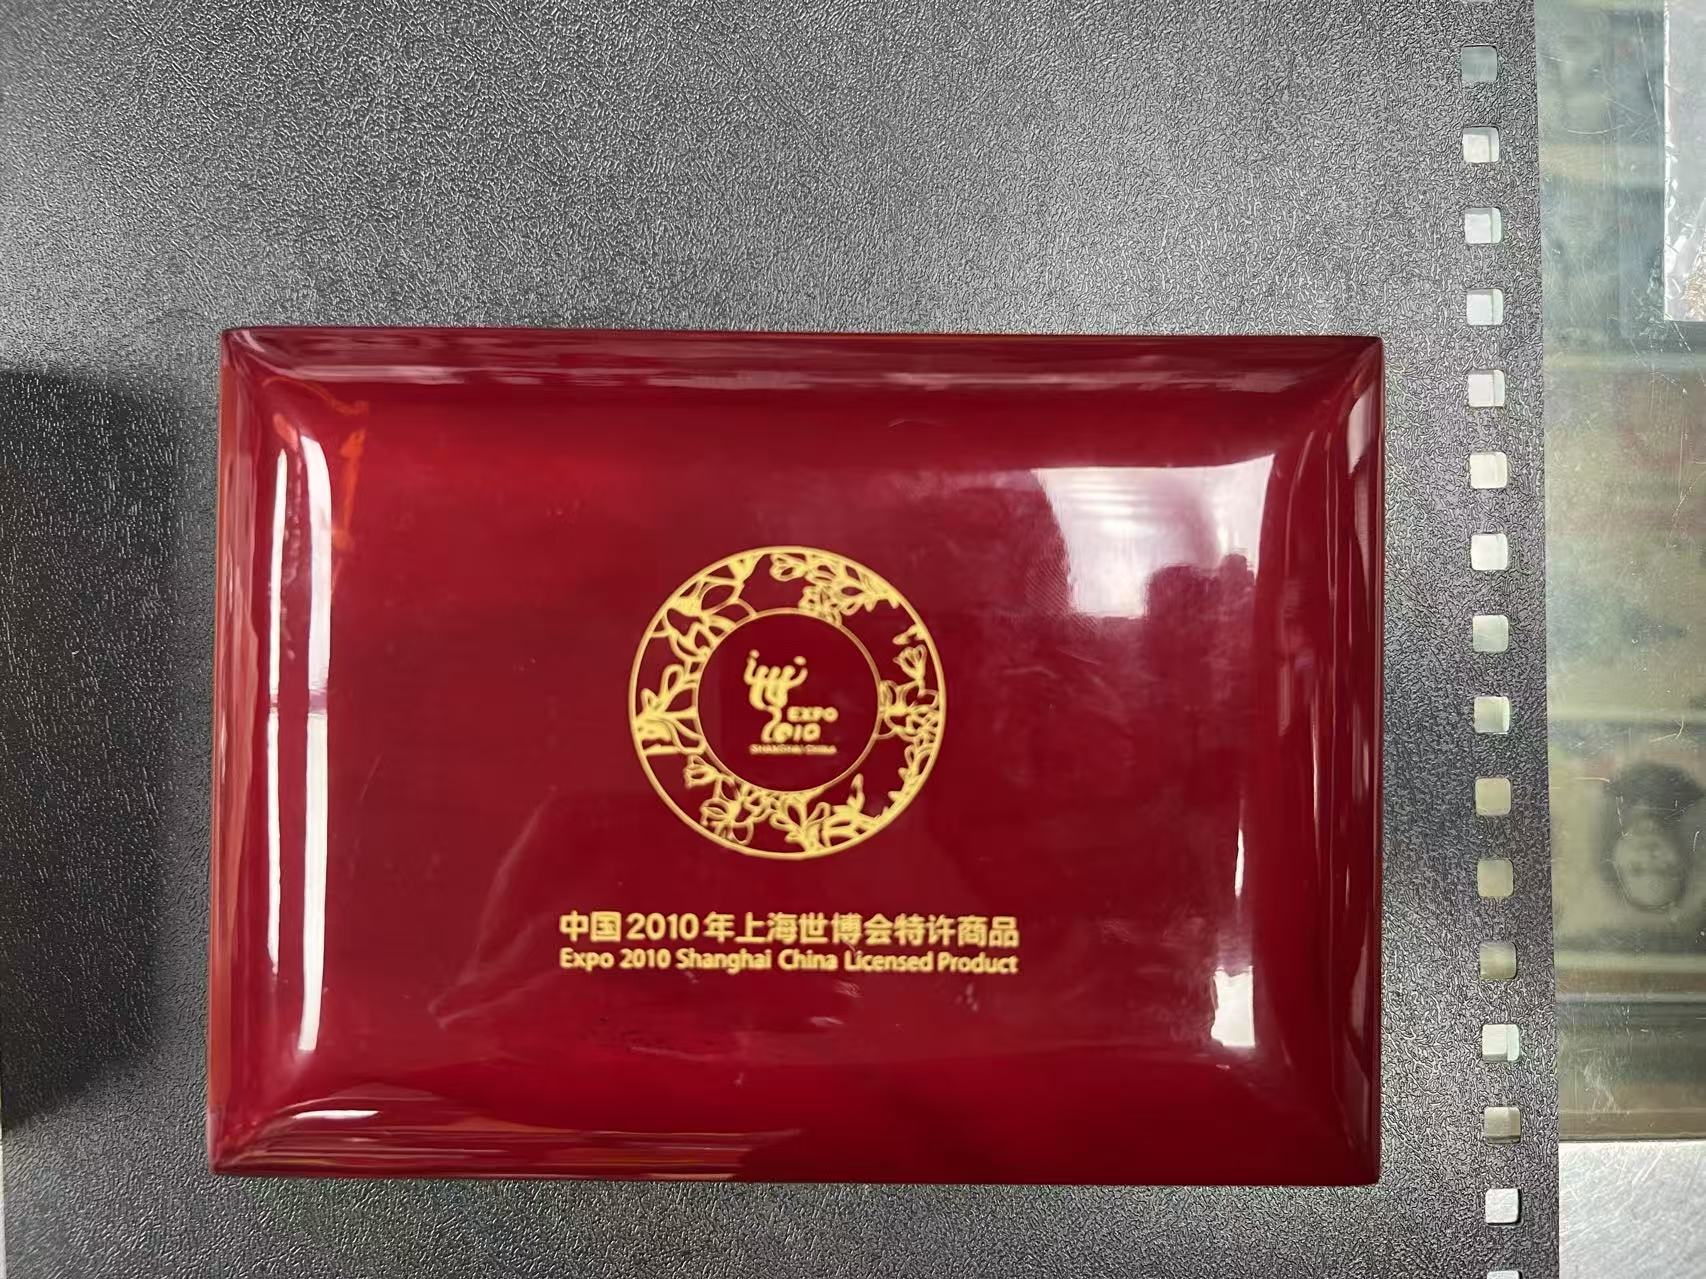 EXPO
2010
SHANGHAI CHINA
中国2010年上海世博会特许商品
Expo 2010 Shanghai China Licensed Product